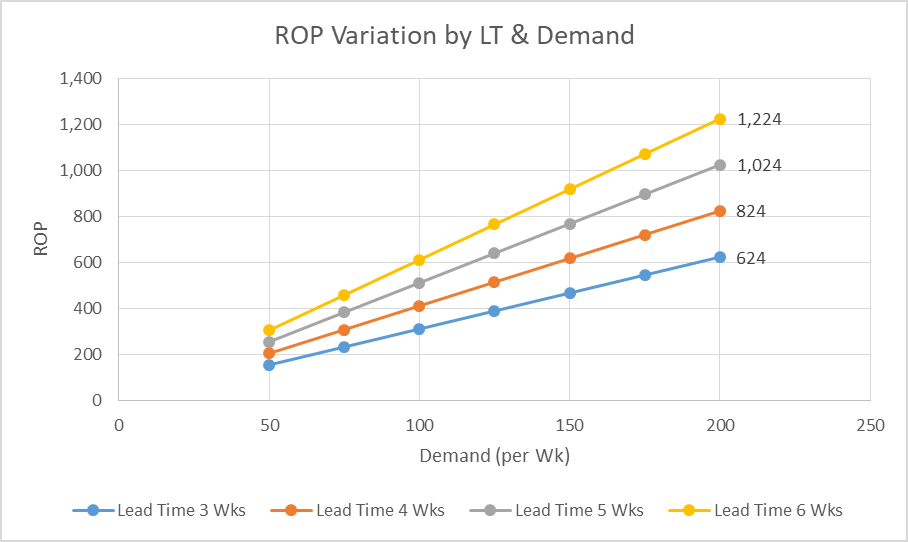 ROP Variation by LT & Demand
1,400
1,200
1,000
800
600
400
200
0
ROP
1,224
1,024
824
624
0 50 100 150 200 250
Demand (per Wk)
Lead Time 3 Wks Lead Time 4 Wks Lead Time 5 Wks Lead Time 6 Wks